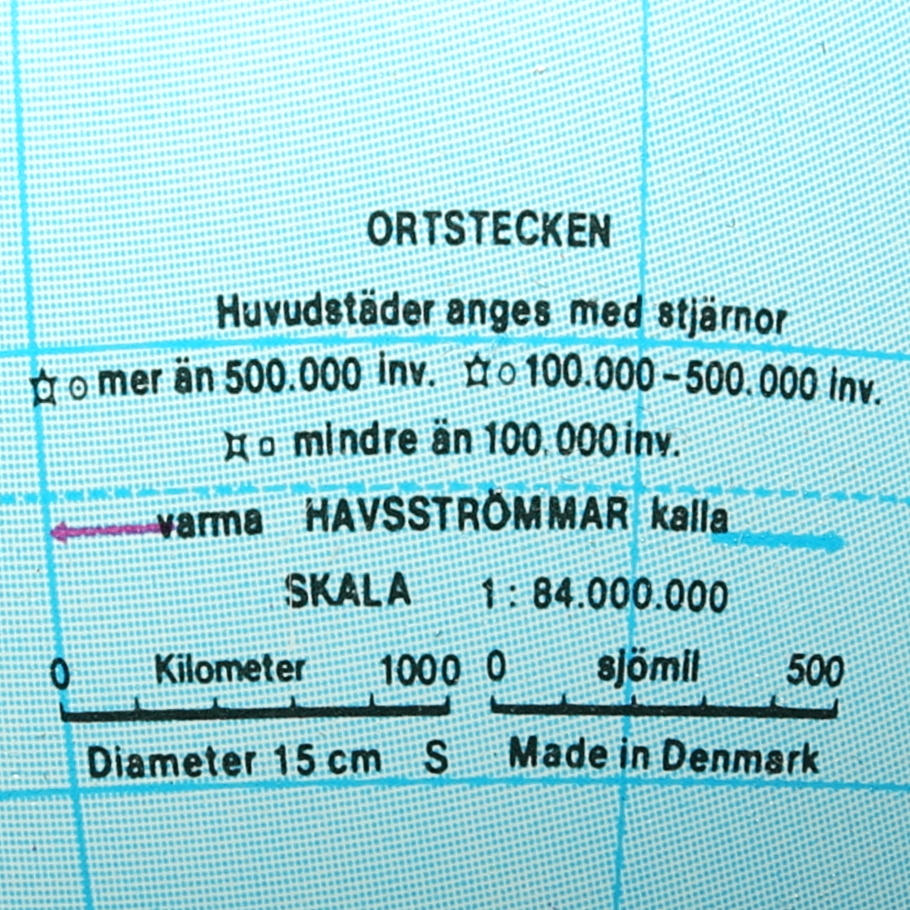 ORTSTECKEN
Huvudstäder anges med stjärnor
mer än 500.000 inv. 100.000-500.000 inv.
mindre än 100.000 inv.
varma HAVSSTRÖMMAR kalla
SKALA 1 : 84.000.000
0 Kilometer 1000 0 sjömil 500
Diameter 15 cm S Made in Denmark